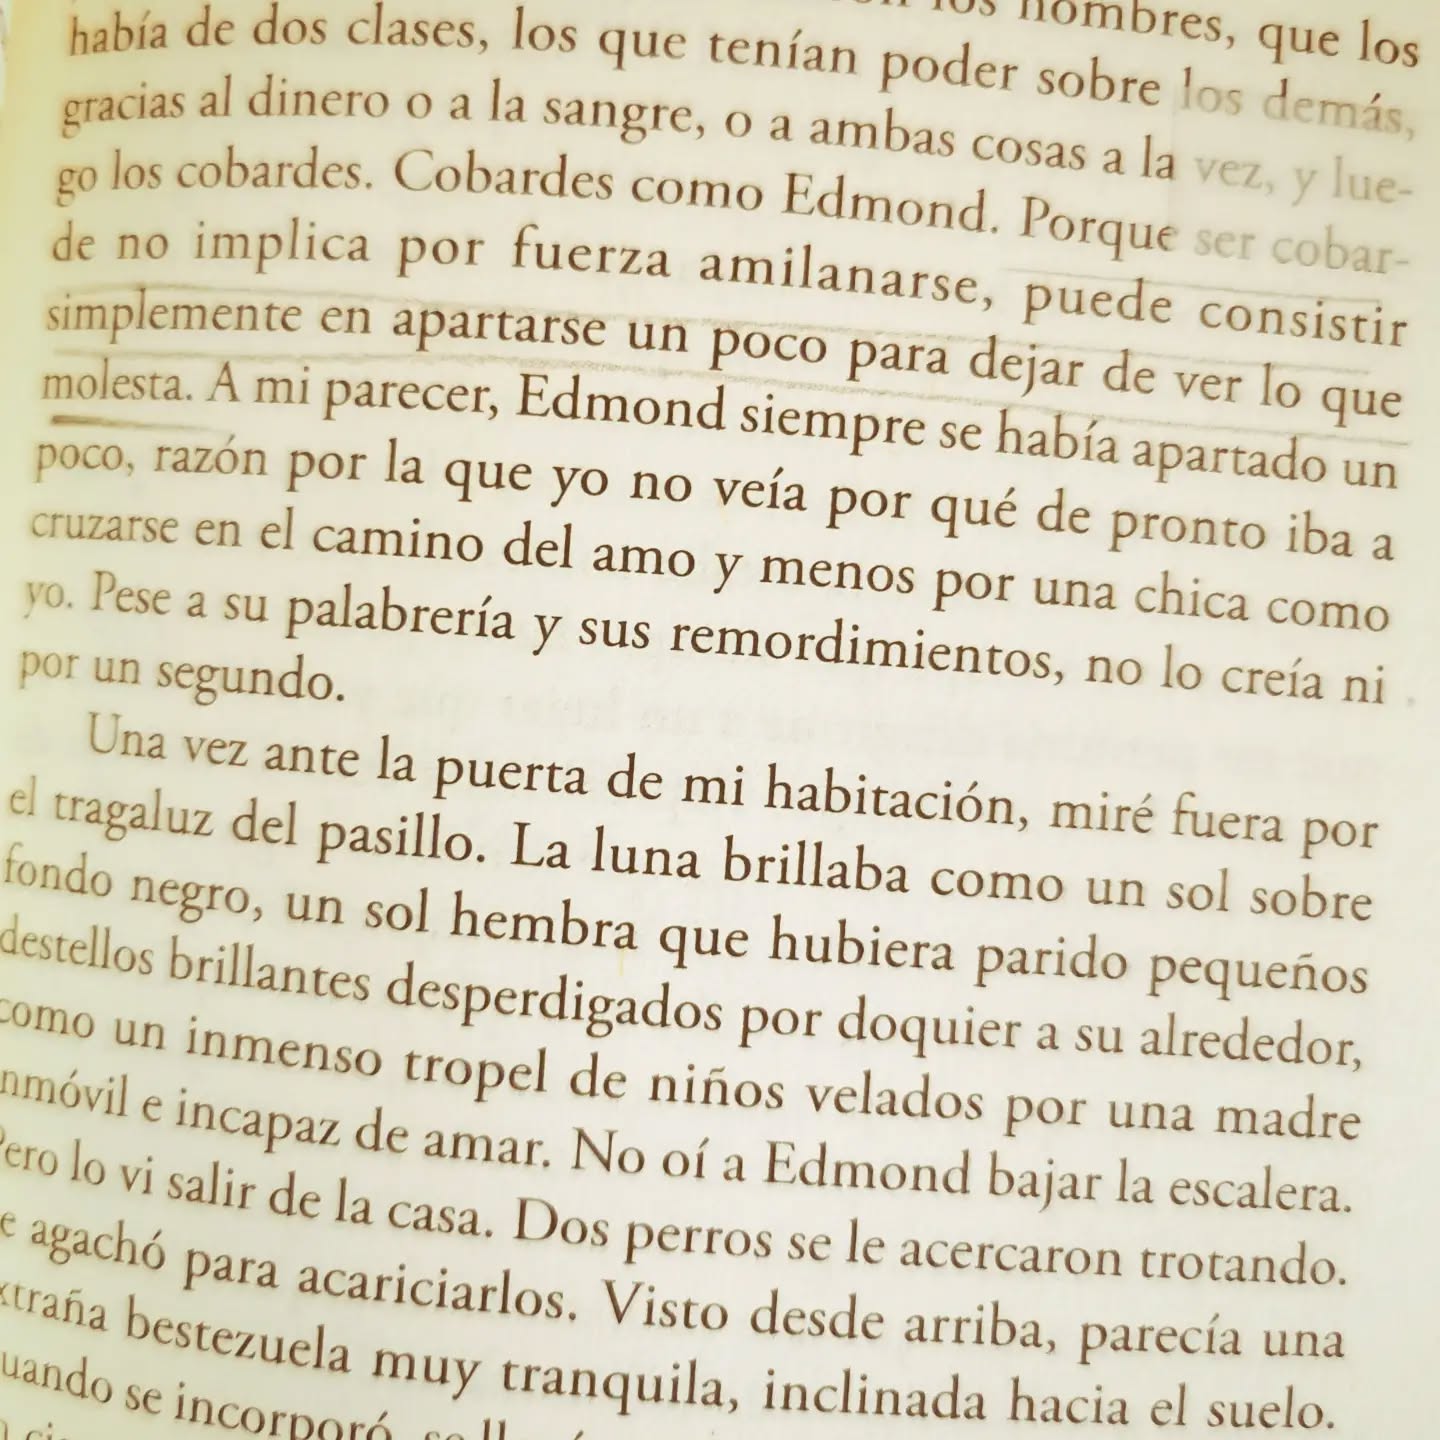 los hombres, que los
había de dos clases, los que tenían poder sobre los demás,
gracias al dinero o a la sangre, o a ambas cosas a la vez, y lue-
go los cobardes. Cobardes como Edmond. Porque ser cobar-
de no implica por fuerza amilanarse, puede consistir
simplemente en apartarse un poco para dejar de ver lo que
molesta. A mi parecer, Edmond siempre se había apartado un
poco, razón por la que yo no veía por qué de pronto iba a
cruzarse en el camino del amo y menos por una chica como
yo. Pese a su palabrería y sus remordimientos, no lo creía ni
por un segundo.
Una vez ante la puerta de mi habitación, miré fuera por
el tragaluz del pasillo. La luna brillaba como un sol sobre
fondo negro, un sol hembra que hubiera parido pequeños
destellos brillantes desperdigados por doquier a su alrededor,
como un inmenso tropel de niños velados por una madre
nmóvil e incapaz de amar. No oí a Edmond bajar la escalera.
Pero lo vi salir de la casa. Dos perros se le acercaron trotando.
e agachó para acariciarlos. Visto desde arriba, parecía una
xtraña bestezuela muy tranquila, inclinada hacia el suelo.
uando se incorporó,